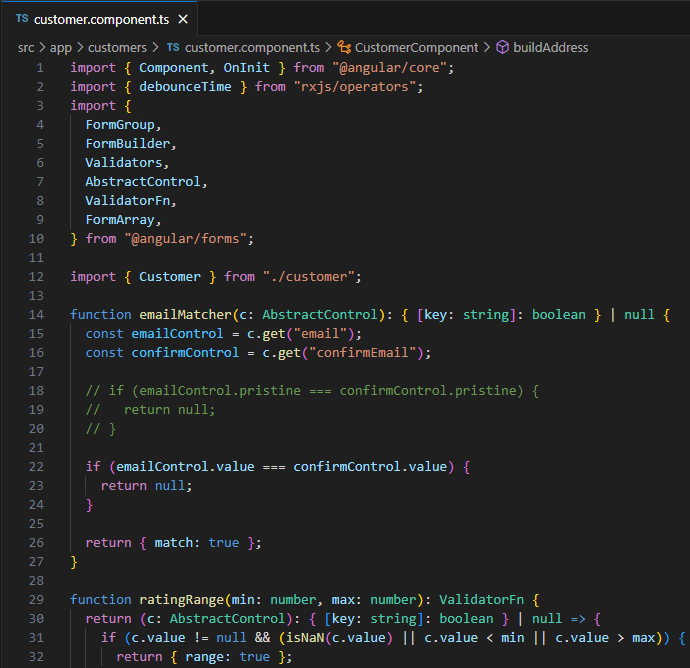 TS customer.component.ts ×
src > app > customers > TS customer.component.ts > CustomerComponent > buildAddress
1 import { Component, OnInit } from "@angular/core";
2 import { debounceTime } from "rxjs/operators";
3 import {
4 FormGroup,
5 FormBuilder,
6 Validators,
7 AbstractControl,
8 ValidatorFn,
9 FormArray,
10 } from "@angular/forms";
11
12 import { Customer } from "./customer";
13
14 function emailMatcher(c: AbstractControl): { [key: string]: boolean } | null {
15 const emailControl = c.get("email");
16 const confirmControl = c.get("confirmEmail");
17
18 // if (emailControl.pristine === confirmControl.pristine) {
19 //   return null;
20 // }
21
22 if (emailControl.value === confirmControl.value) {
23 return null;
24 }
25
26 return { match: true };
27 }
28
29 function ratingRange(min: number, max: number): ValidatorFn {
30 return (c: AbstractControl): { [key: string]: boolean } | null => {
31 if (c.value != null && (isNaN(c.value) || c.value < min || c.value > max)) {
32 return { range: true };